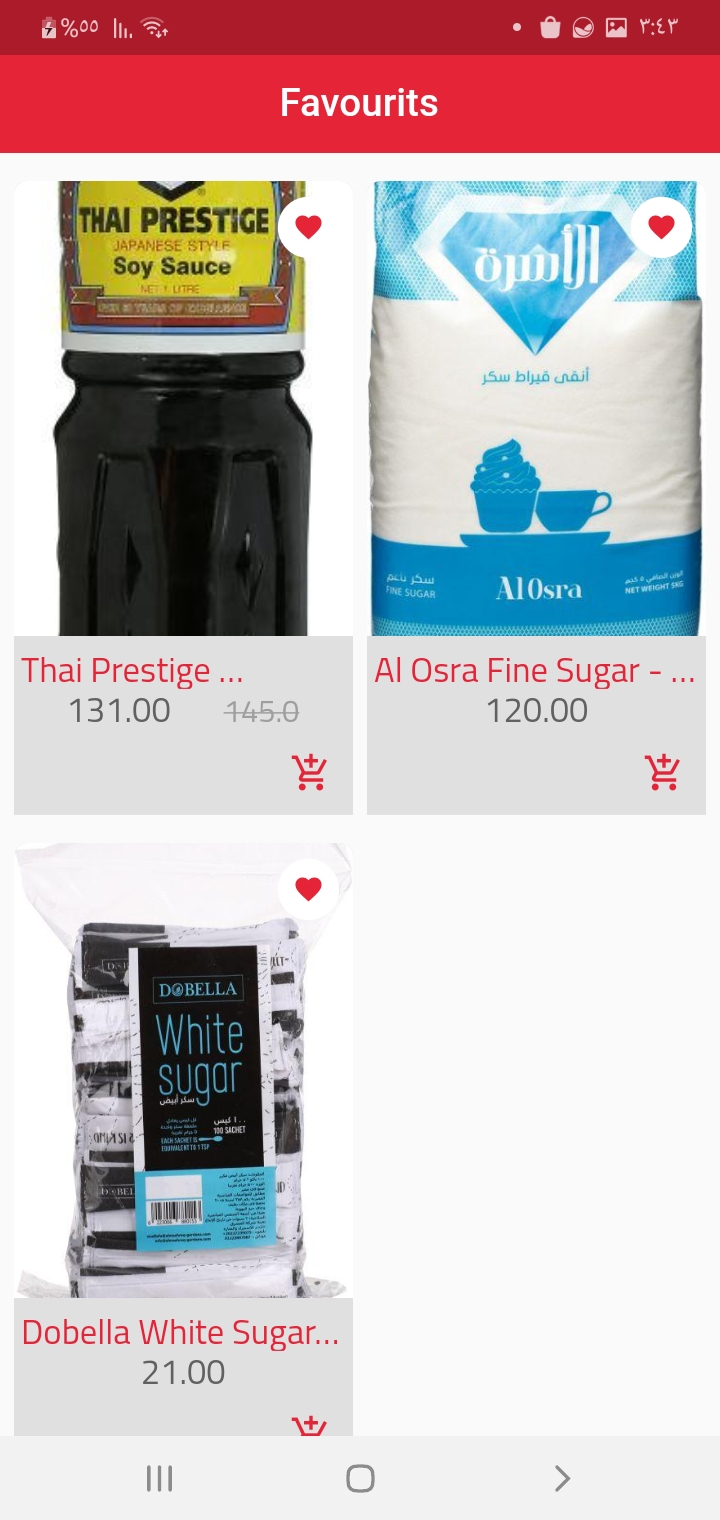 %٥٥
٣:٤٣
Favourits
THAI PRESTIGE
JAPANESE STYLE
Soy Sauce
NET 1 LITRE
الأسرة
أنقى قيراط سكر
سكر ناعم
FINE SUGAR
Al Osra
الوزن الصافي ٥ كجم
NET WEIGHT 5KG
Thai Prestige ...
131.00 145.0
Al Osra Fine Sugar - ...
120.00
DOBELLA
White
sugar
سكر أبيض
١٠٠ كيس
100 SACHET
EACH SACHET IS
EQUIVALENT TO 1 TSP
Dobella White Sugar...
21.00